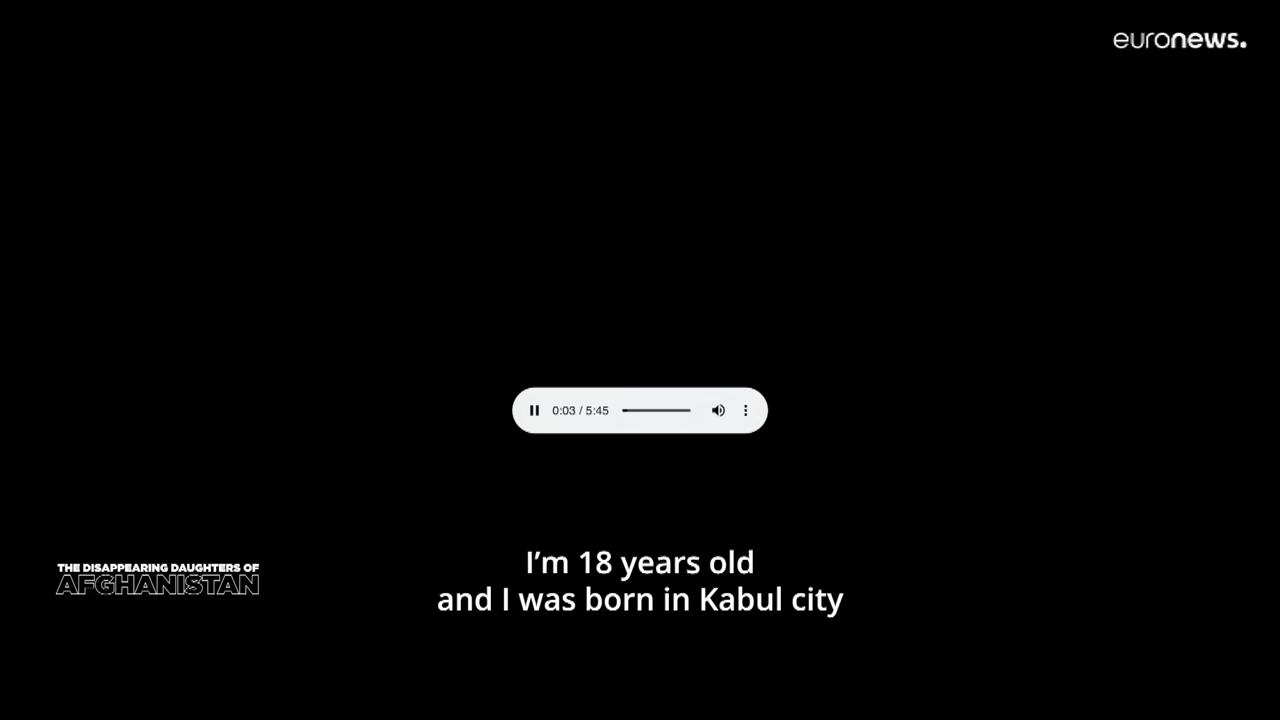 euronews.
0:03 / 5:45
I’m 18 years old
and I was born in Kabul city
THE DISAPPEARING DAUGHTERS OF
AFGHANISTAN